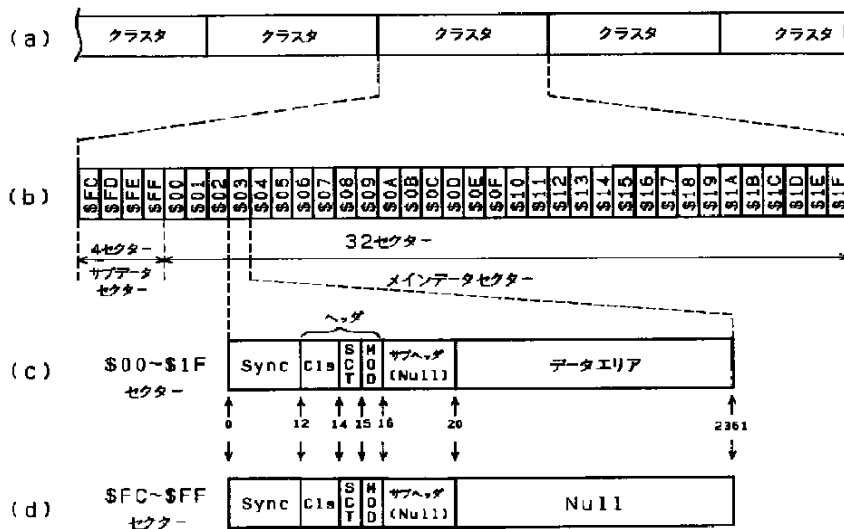 (a) クラスタ クラスタ クラスタ クラスタ クラスタ
(b) $FC $FD $FE $FF $00 $01 $02 $03 $04 $05 $06 $07 $08 $09 $0A $0B $0C $0D $0E $0F $10 $11 $12 $13 $14 $15 $16 $17 $18 $19 $1A $1B $1C $1D $1E $1F
4セクター 32セクター
サブデータ メインデータセクター
セクター
ヘッダ
(c) $00~$1F Sync Cls SCT MOD サブヘッダ データエリア
セクター (Null)
0 12 14 15 16 20 2361
(d) $FC~$FF Sync Cls SCT MOD サブヘッダ Null
セクター (Null)